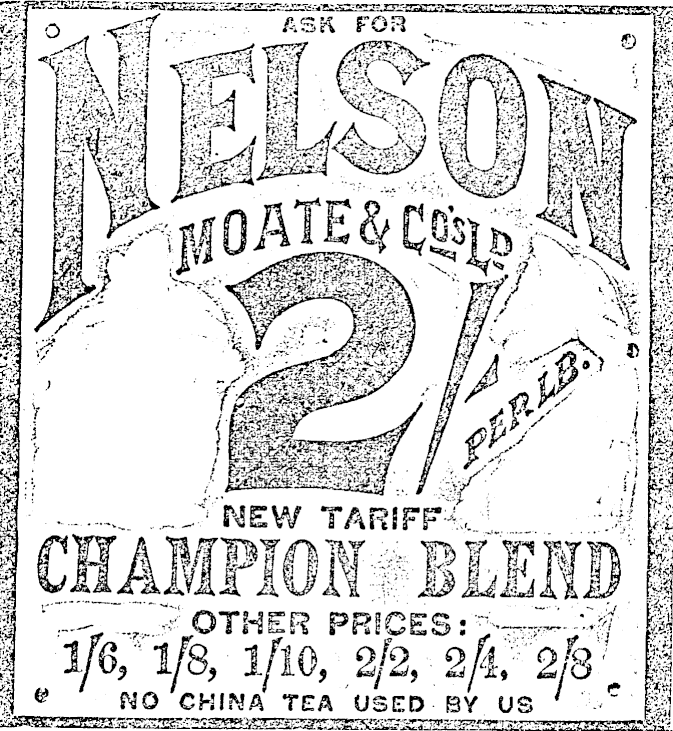 ASK FOR
NELSON
MOATE & CO'S LD
2/-
PER LB.
NEW TARIFF
CHAMPION BLEND
OTHER PRICES:
1/6, 1/8, 1/10, 2/2, 2/4, 2/8
NO CHINA TEA USED BY US